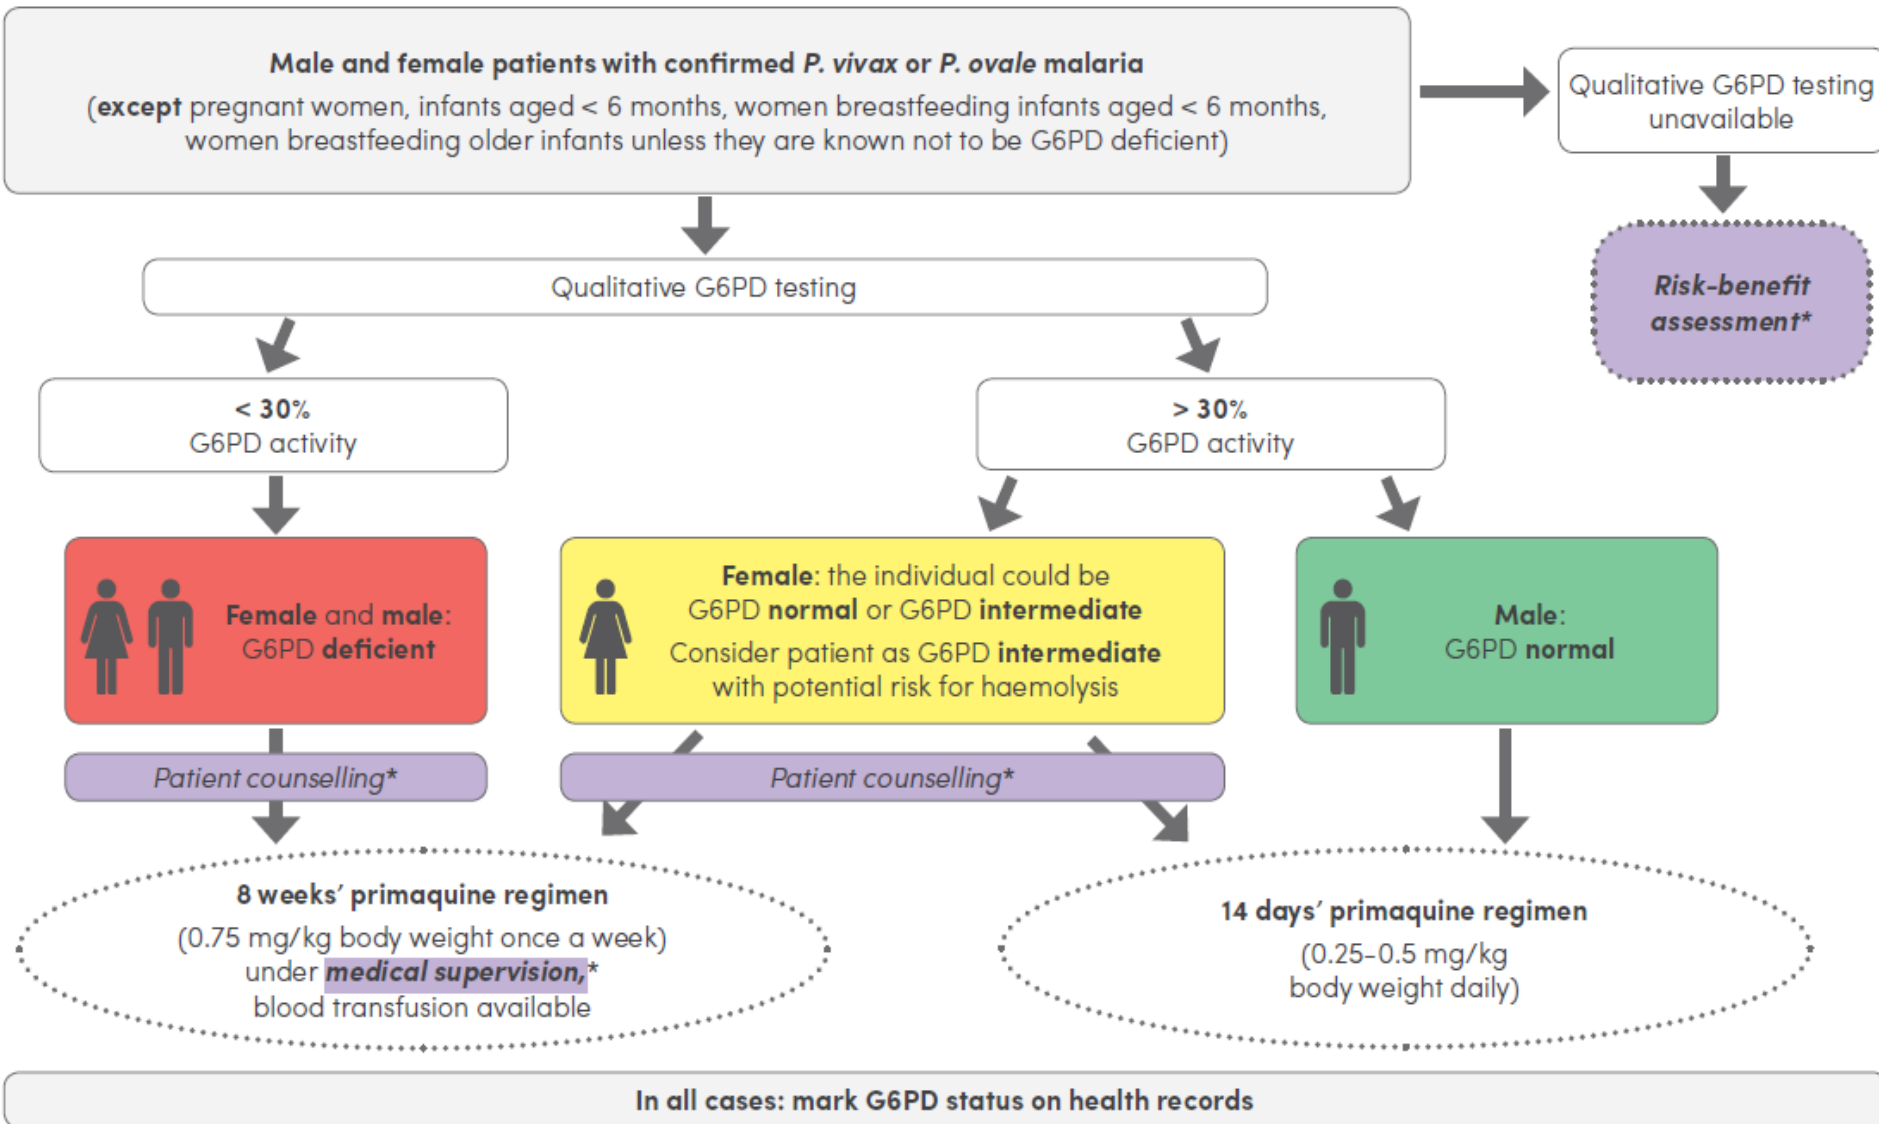 Male and female patients with confirmed P. vivax or P. ovale malaria
(except pregnant women, infants aged < 6 months, women breastfeeding infants aged < 6 months,
women breastfeeding older infants unless they are known not to be G6PD deficient)
Qualitative G6PD testing
unavailable
Risk-benefit
assessment*
Qualitative G6PD testing
< 30%
G6PD activity
> 30%
G6PD activity
Female and male:
G6PD deficient
Female: the individual could be
G6PD normal or G6PD intermediate
Consider patient as G6PD intermediate
with potential risk for haemolysis
Male:
G6PD normal
Patient counselling*
Patient counselling*
8 weeks’ primaquine regimen
(0.75 mg/kg body weight once a week)
under medical supervision,*
blood transfusion available
14 days’ primaquine regimen
(0.25–0.5 mg/kg
body weight daily)
In all cases: mark G6PD status on health records